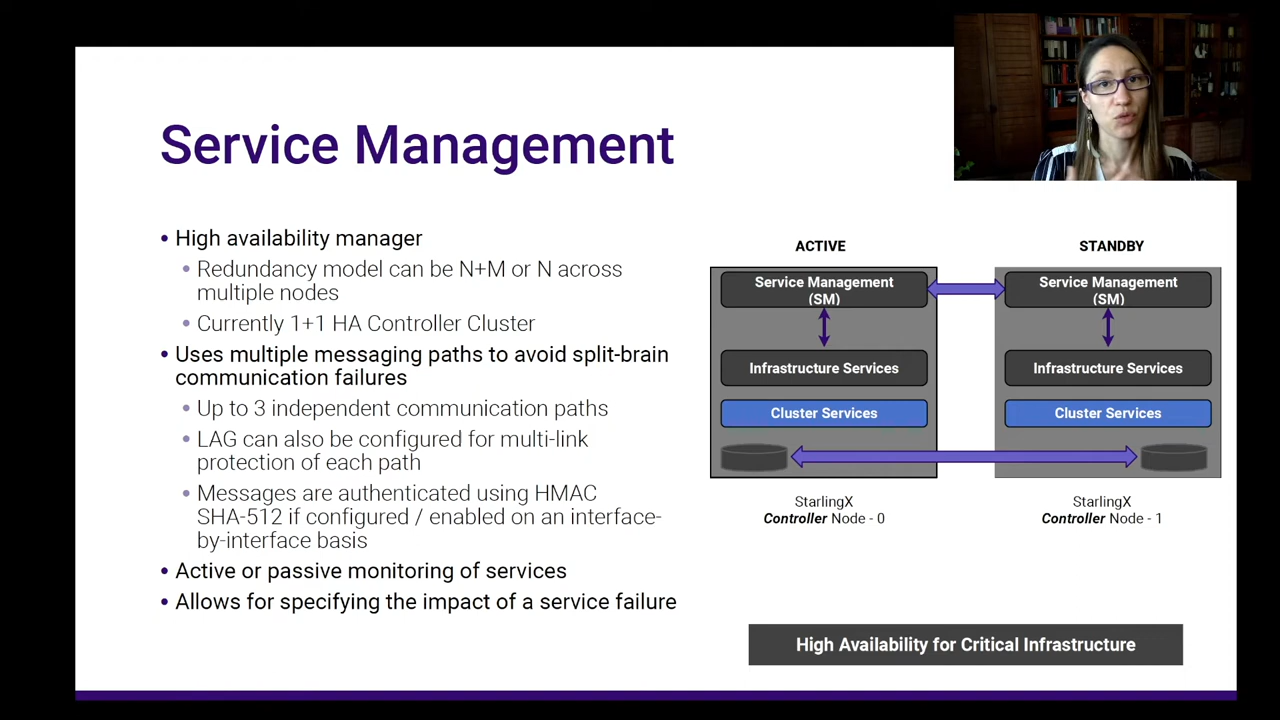 Service Management
• High availability manager
• Redundancy model can be N+M or N across
multiple nodes
• Currently 1+1 HA Controller Cluster
• Uses multiple messaging paths to avoid split-brain
communication failures
• Up to 3 independent communication paths
• LAG can also be configured for multi-link
protection of each path
• Messages are authenticated using HMAC
SHA-512 if configured / enabled on an interface-
by-interface basis
• Active or passive monitoring of services
• Allows for specifying the impact of a service failure
ACTIVE
Service Management
(SM)
Infrastructure Services
Cluster Services
StarlingX
Controller Node - 0
STANDBY
Service Management
(SM)
Infrastructure Services
Cluster Services
StarlingX
Controller Node - 1
High Availability for Critical Infrastructure